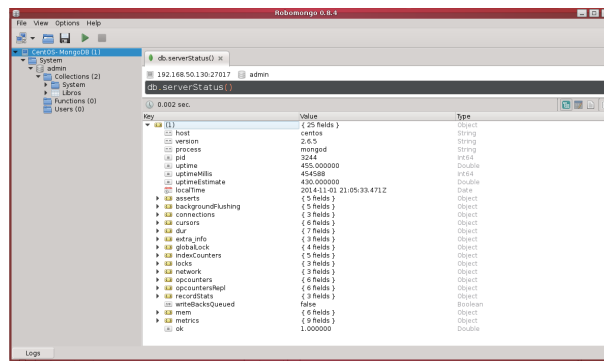 Robomongo 0.8.4
File View Options Help
CentOS-MongoDB (1)
System
admin
Collections (2)
System
Libros
Functions (0)
Users (0)
db.serverStatus()
192.168.50.130:27017 admin
db.serverStatus()
0.002 sec.
Key Value Type
(1) { 25 fields } Object
host centos String
version 2.6.5 String
process mongod String
pid 3244 Int64
uptime 455.000000 Double
uptimeMillis 454588 Int64
uptimeEstimate 430.000000 Double
localTime 2014-11-01 21:05:33.471Z Date
asserts { 5 fields } Object
backgroundFlushing { 5 fields } Object
connections { 3 fields } Object
cursors { 6 fields } Object
dur { 7 fields } Object
extra_info { 3 fields } Object
globalLock { 4 fields } Object
indexCounters { 5 fields } Object
locks { 3 fields } Object
network { 3 fields } Object
opcounters { 6 fields } Object
opcountersRepl { 6 fields } Object
recordStats { 3 fields } Object
writeBacksQueued false Boolean
mem { 6 fields } Object
metrics { 9 fields } Object
ok 1.000000 Double
Logs